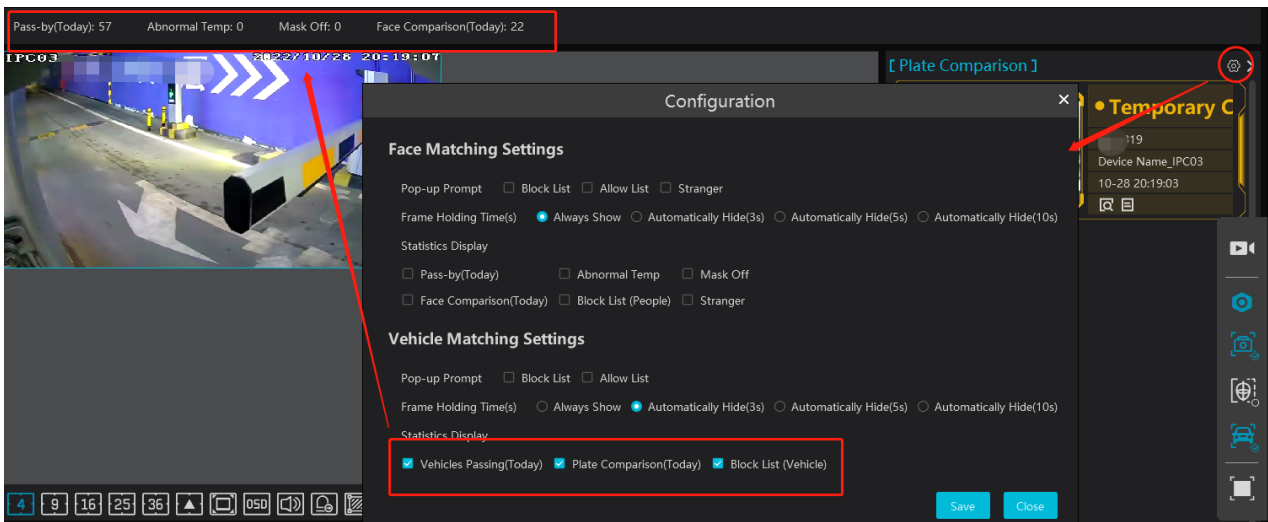 Pass-by(Today): 57 Abnormal Temp: 0 Mask Off: 0 Face Comparison(Today): 22
IPC03 2022/10/28 20:19:07
[ Plate Comparison ]
Configuration
Temporary C
319
Device Name_IPC03
10-28 20:19:03
Face Matching Settings
Pop-up Prompt Block List Allow List Stranger
Frame Holding Time(s) Always Show Automatically Hide(3s) Automatically Hide(5s) Automatically Hide(10s)
Statistics Display
Pass-by(Today) Abnormal Temp Mask Off
Face Comparison(Today) Block List (People) Stranger
Vehicle Matching Settings
Pop-up Prompt Block List Allow List
Frame Holding Time(s) Always Show Automatically Hide(3s) Automatically Hide(5s) Automatically Hide(10s)
Statistics Display
Vehicles Passing(Today) Plate Comparison(Today) Block List (Vehicle)
Save Close
4 9 16 25 36 OSD